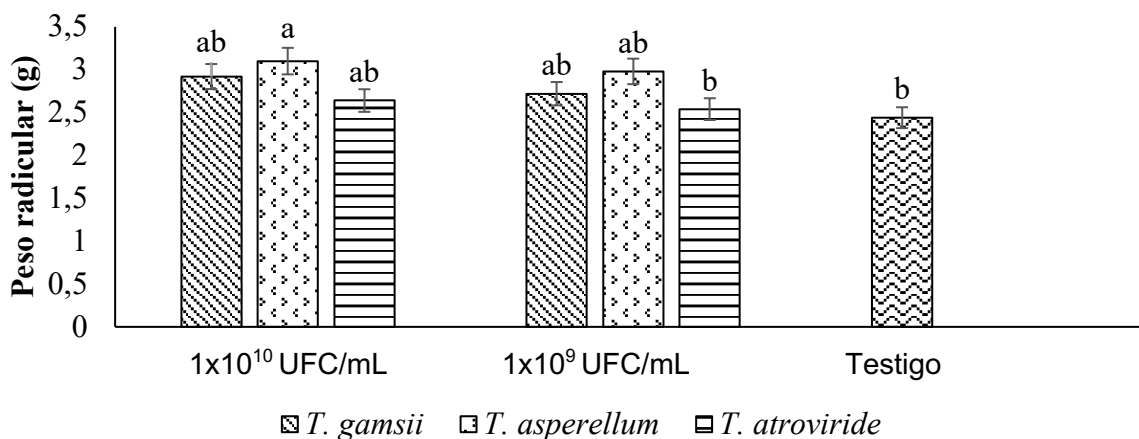 Peso radicular (g)
3,5
3
2,5
2
1,5
1
0,5
0
ab
a
ab
ab
ab
b
b
1x10¹⁰ UFC/mL
1x10⁹ UFC/mL
Testigo
T. gamsii
T. asperellum
T. atroviride